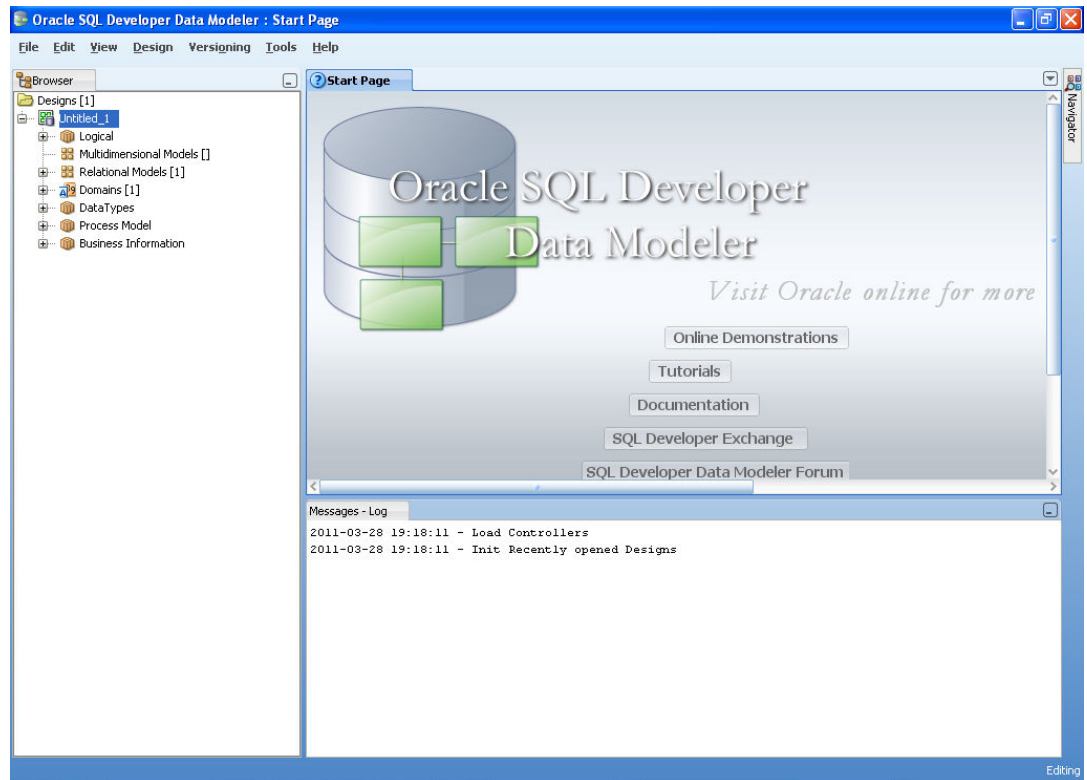 Oracle SQL Developer Data Modeler : Start Page
File Edit View Design Versioning Tools Help
Browser
Designs [1]
Untitled_1
Logical
Multidimensional Models []
Relational Models [1]
Domains [1]
DataTypes
Process Model
Business Information
Start Page
Oracle SQL Developer
Data Modeler
Visit Oracle online for more
Online Demonstrations
Tutorials
Documentation
SQL Developer Exchange
SQL Developer Data Modeler Forum
Navigator
Messages - Log
2011-03-28 19:18:11 - Load Controllers
2011-03-28 19:18:11 - Init Recently opened Designs
Editing